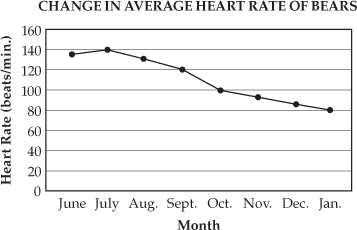 CHANGE IN AVERAGE HEART RATE OF BEARS
Heart Rate (beats/min.)
160
140
120
100
80
60
40
20
0
June July Aug. Sept. Oct. Nov. Dec. Jan.
Month